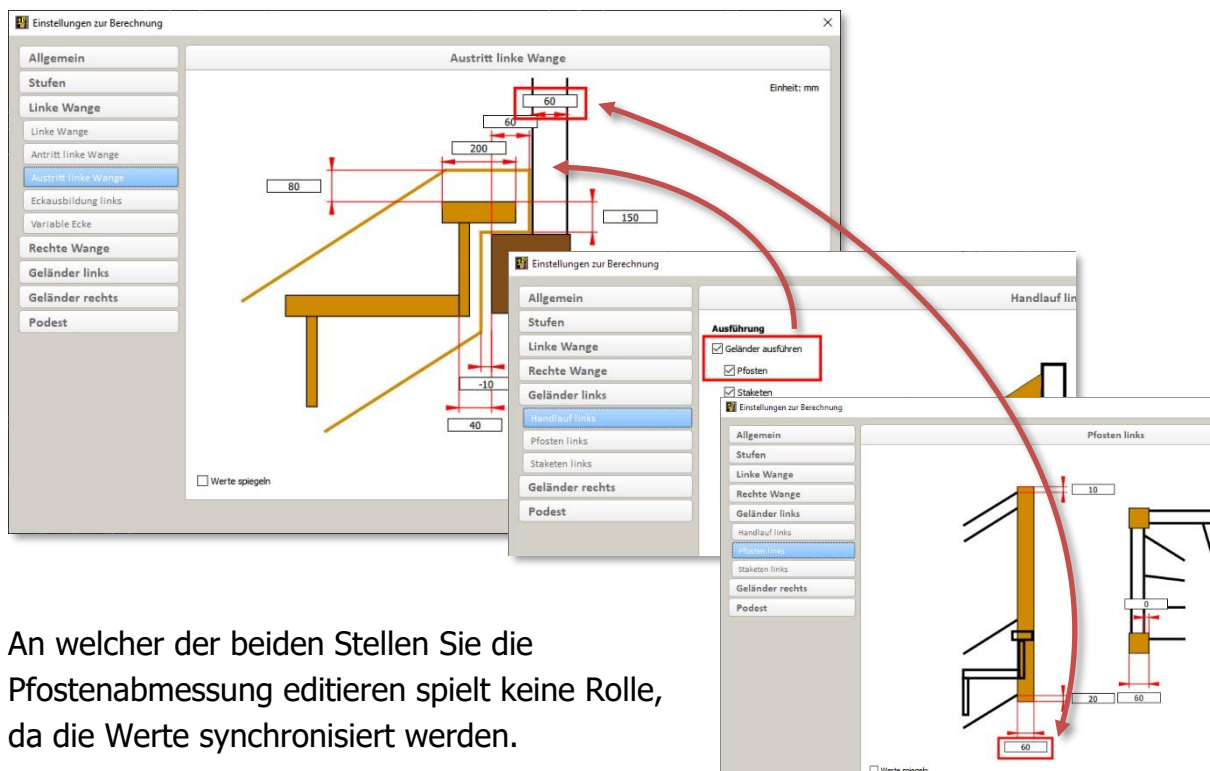 Einstellungen zur Berechnung
Allgemein
Stufen
Linke Wange
Linke Wange
Antritt linke Wange
Austritt linke Wange
Eckausbildung links
Variable Ecke
Rechte Wange
Geländer links
Geländer rechts
Podest
Austritt linke Wange
Einheit: mm
60
60
200
80
150
-10
40
Werte spiegeln
Einstellungen zur Berechnung
Allgemein
Stufen
Linke Wange
Rechte Wange
Geländer links
Handlauf links
Pfosten links
Staketen links
Geländer rechts
Podest
Handlauf lin
Ausführung
Geländer ausführen
Pfosten
Staketen
Einstellungen zur Berechnung
Allgemein
Stufen
Linke Wange
Rechte Wange
Geländer links
Handlauf links
Pfosten links
Staketen links
Geländer rechts
Podest
Pfosten links
10
0
20
60
60
Werte spiegeln
An welcher der beiden Stellen Sie die
Pfostenabmessung editieren spielt keine Rolle,
da die Werte synchronisiert werden.